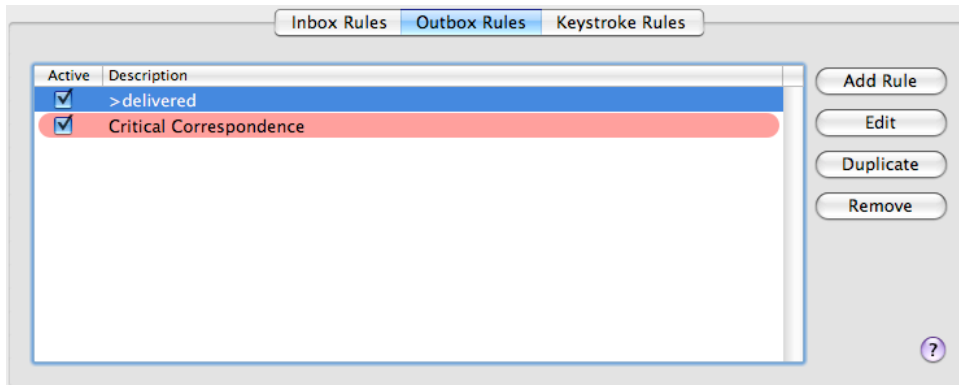 Inbox Rules Outbox Rules Keystroke Rules
Active Description
>delivered
Critical Correspondence
Add Rule
Edit
Duplicate
Remove
?